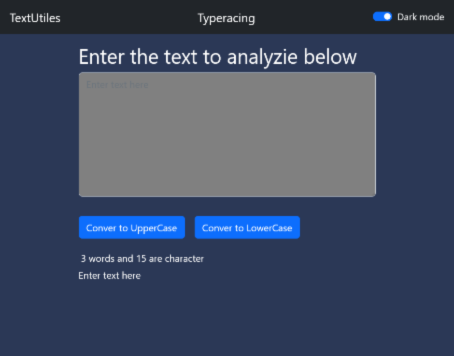 TextUtiles Typeracing Dark mode
Enter the text to analyzie below
Enter text here
Conver to UpperCase Conver to LowerCase
3 words and 15 are character
Enter text here